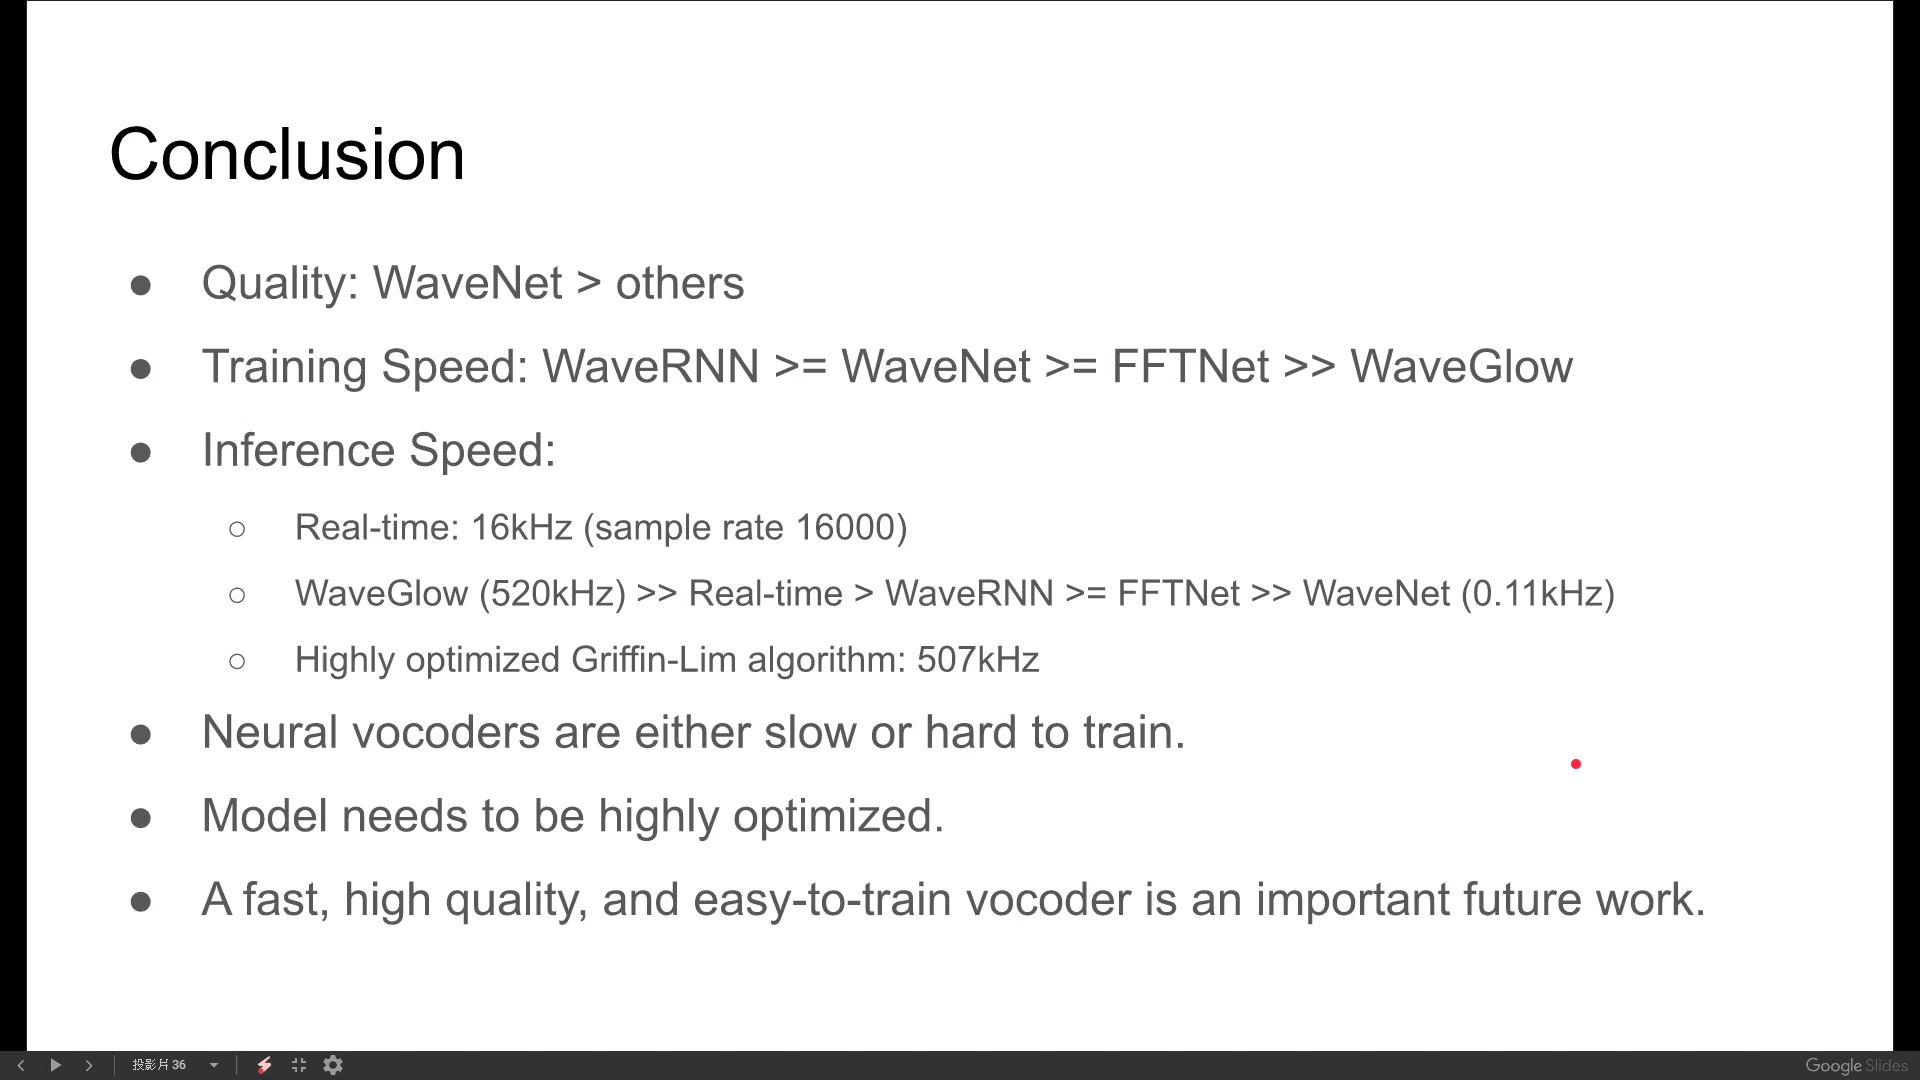 Conclusion
● Quality: WaveNet > others
● Training Speed: WaveRNN >= WaveNet >= FFTNet >> WaveGlow
● Inference Speed:
○ Real-time: 16kHz (sample rate 16000)
○ WaveGlow (520kHz) >> Real-time > WaveRNN >= FFTNet >> WaveNet (0.11kHz)
○ Highly optimized Griffin-Lim algorithm: 507kHz
● Neural vocoders are either slow or hard to train.
● Model needs to be highly optimized.
● A fast, high quality, and easy-to-train vocoder is an important future work.
投影片 36
Google Slides